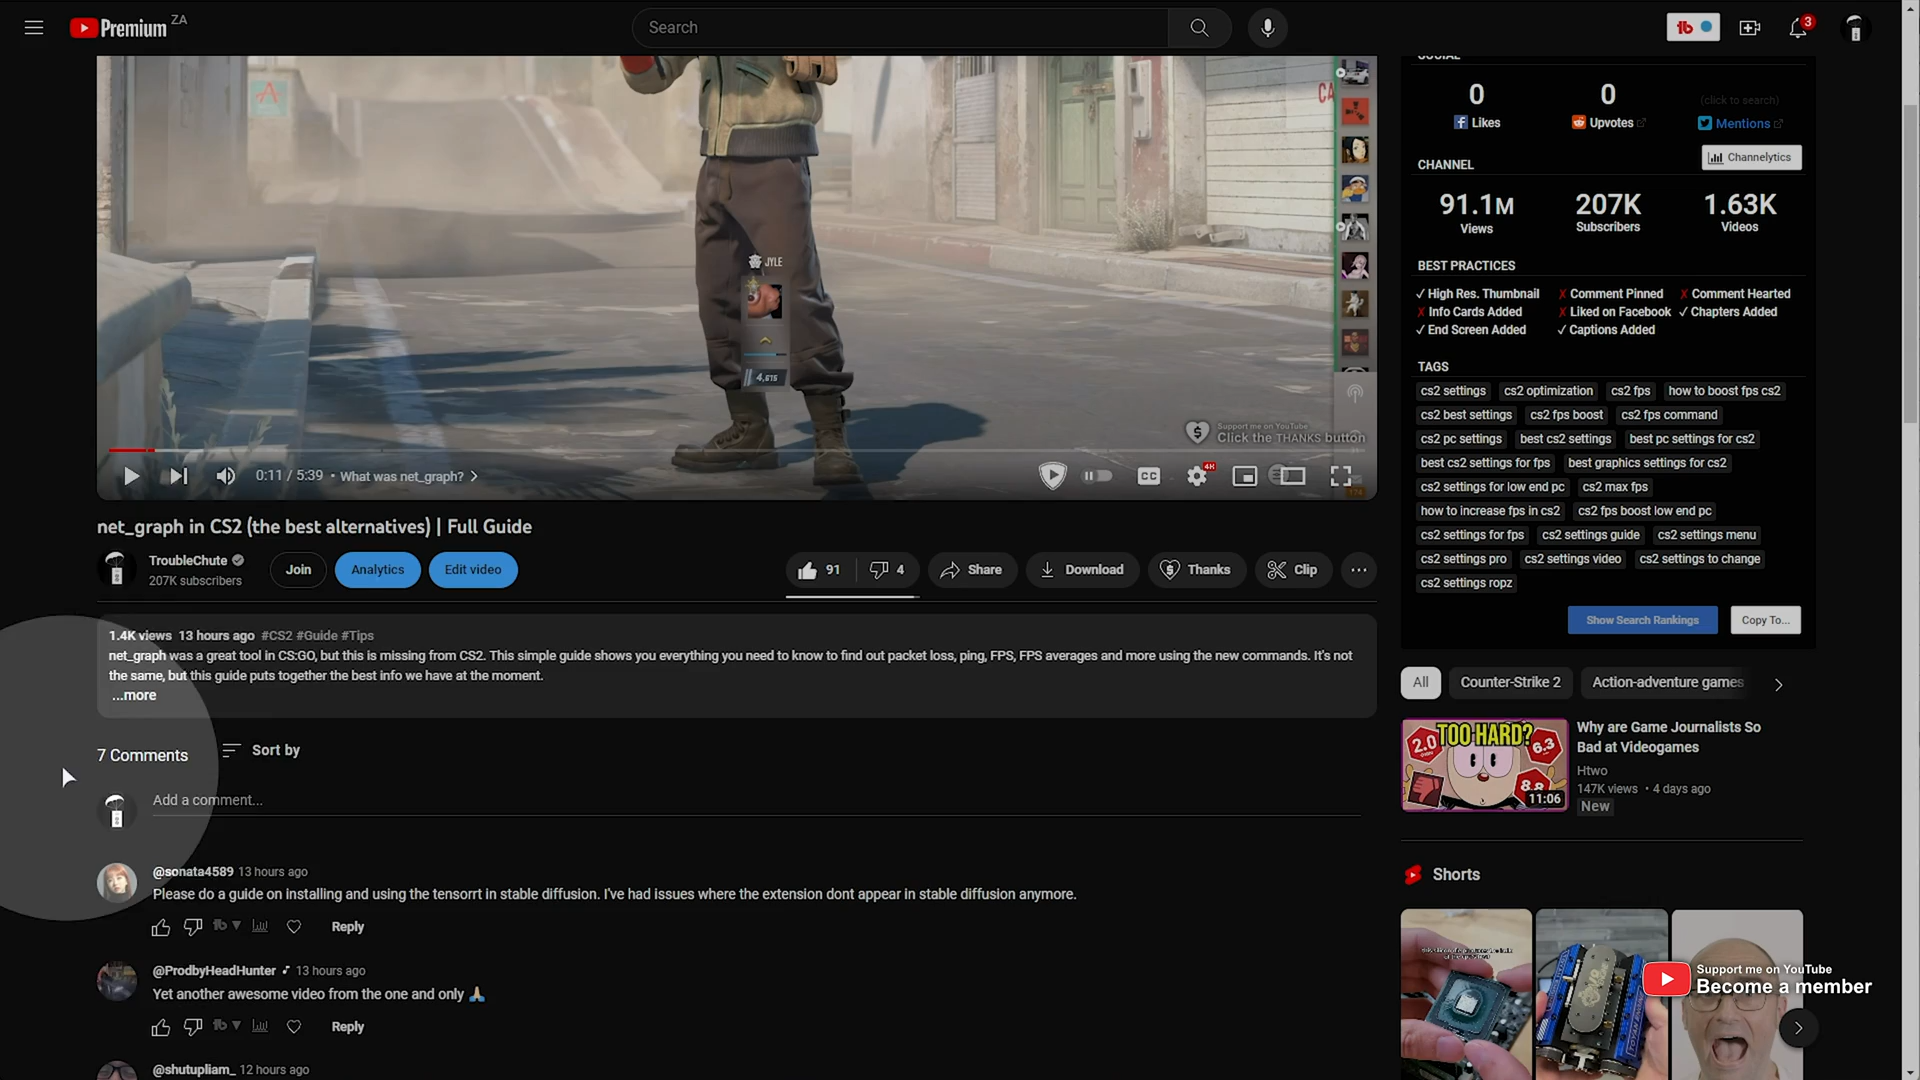 Premium ZA
Search
3
SOCIAL
0
Likes
0
Upvotes
(click to search)
Mentions
CHANNEL
Channelytics
91.1M
Views
207K
Subscribers
1.63K
Videos
BEST PRACTICES
✓ High Res. Thumbnail ✗ Comment Pinned ✗ Comment Hearted
✗ Info Cards Added ✗ Liked on Facebook ✓ Chapters Added
✓ End Screen Added ✓ Captions Added
TAGS
cs2 settings cs2 optimization cs2 fps how to boost fps cs2
cs2 best settings cs2 fps boost cs2 fps command
cs2 pc settings best cs2 settings best pc settings for cs2
best cs2 settings for fps best graphics settings for cs2
cs2 settings for low end pc cs2 max fps
how to increase fps in cs2 cs2 fps boost low end pc
cs2 settings for fps cs2 settings guide cs2 settings menu
cs2 settings pro cs2 settings video cs2 settings to change
cs2 settings ropz
Show Search Rankings Copy To...
JYLE
4,675
Support me on YouTube
Click the THANKS button
0:11 / 5:39 • What was net_graph?
CC
4K
net_graph in CS2 (the best alternatives) | Full Guide
TroubleChute
207K subscribers
Join Analytics Edit video
91 4 Share Download Thanks Clip
1.4K views 13 hours ago #CS2 #Guide #Tips
net_graph was a great tool in CS:GO, but this is missing from CS2. This simple guide shows you everything you need to know to find out packet loss, ping, FPS, FPS averages and more using the new commands. It's not
the same, but this guide puts together the best info we have at the moment.
...more
7 Comments Sort by
Add a comment...
@sonata4589 13 hours ago
Please do a guide on installing and using the tensorrt in stable diffusion. I've had issues where the extension dont appear in stable diffusion anymore.
Reply
@ProdbyHeadHunter 13 hours ago
Yet another awesome video from the one and only 🙏
Reply
@shutupliam_ 12 hours ago
All Counter-Strike 2 Action-adventure games
TOO HARD?
2.0
6.3
8.8
11:06
Why are Game Journalists So
Bad at Videogames
Htwo
147K views • 4 days ago
New
Shorts
Support me on YouTube
Become a member